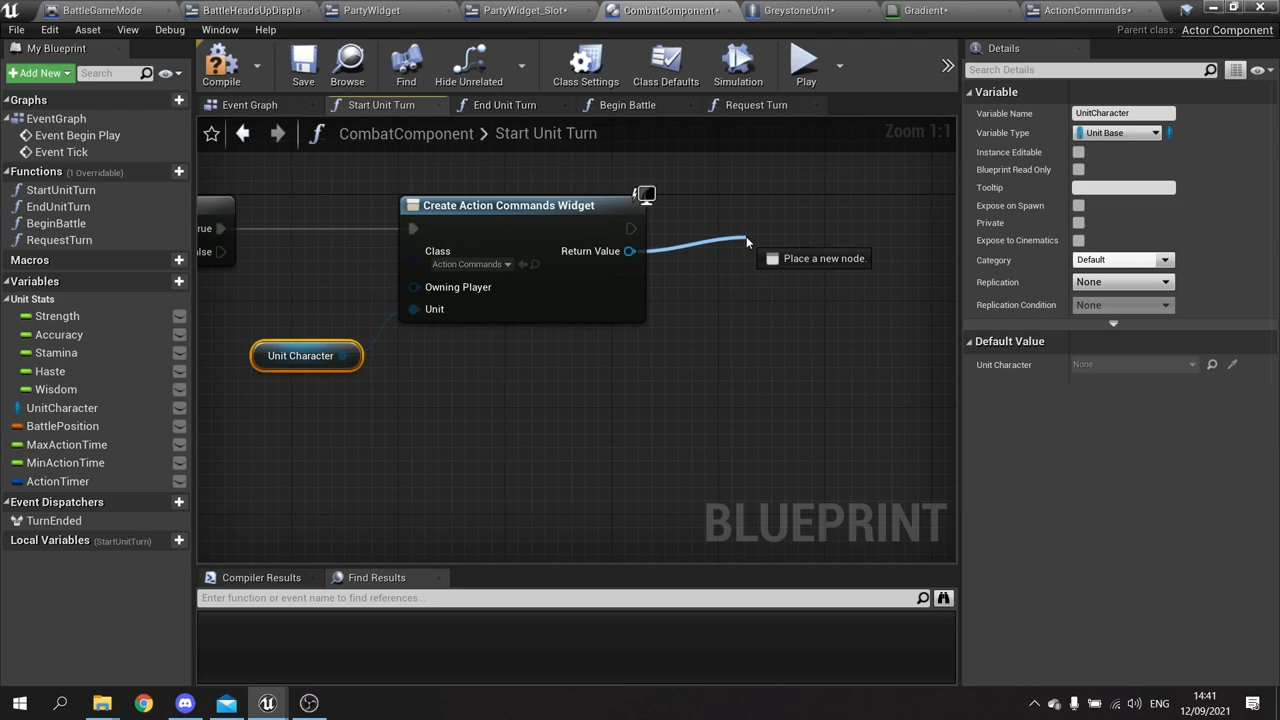 BattleGameMode
BattleHeadsUpDispla
PartyWIdget
PartyWidget_Slot*
CombatComponent*
GreystoneUnit*
Gradient*
ActionCommands*
File
Edit
Asset
View
Debug
Window
Help
Parent class:
Actor Component
My Blueprint
Add New
Search
Compile
Save
Browse
Find
Hide Unrelated
Class Settings
Class Defaults
Simulation
Play
Details
Search Details
Event Graph
Start Unit Turn
End Unit Turn
Begin Battle
Request Turn
CombatComponent
Start Unit Turn
Zoom 1:1
Graphs
EventGraph
Event Begin Play
Event Tick
Functions (1 Overridable)
StartUnitTurn
EndUnitTurn
BeginBattle
RequestTurn
Macros
Variables
Unit Stats
Strength
Accuracy
Stamina
Haste
Wisdom
UnitCharacter
BattlePosition
MaxActionTime
MinActionTime
ActionTimer
Event Dispatchers
TurnEnded
Local Variables (StartUnitTurn)
rue
alse
Create Action Commands Widget
Class
Action Commands
Return Value
Owning Player
Unit
Unit Character
Place a new node.
BLUEPRINT
Variable
Variable Name
UnitCharacter
Variable Type
Unit Base
Instance Editable
Blueprint Read Only
Tooltip
Expose on Spawn
Private
Expose to Cinematics
Category
Default
Replication
None
Replication Condition
None
Default Value
Unit Character
None
Compiler Results
Find Results
Enter function or event name to find references...
ENG
14:41
12/09/2021